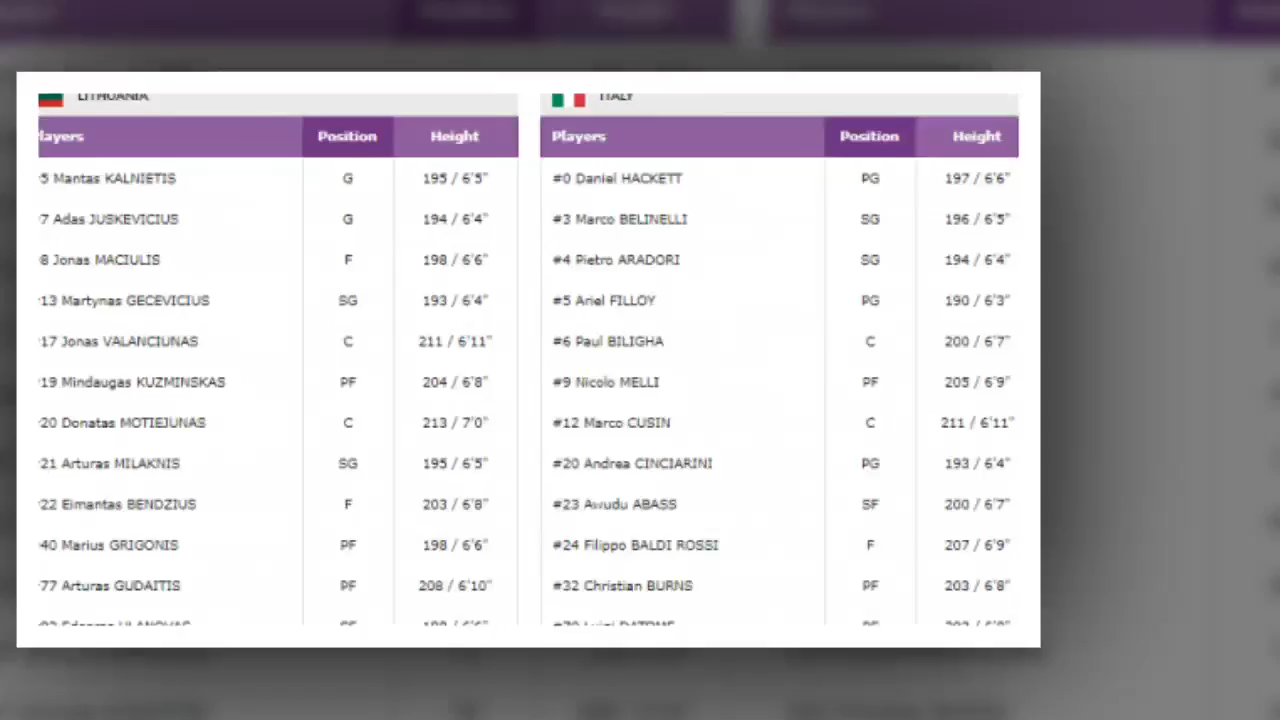 LITHUANIA
layers Position Height
5 Mantas KALNIETIS G 195 / 6'5"
7 Adas JUSKEVICIUS G 194 / 6'4"
8 Jonas MACIULIS F 198 / 6'6"
13 Martynas GECEVICIUS SG 193 / 6'4"
17 Jonas VALANCIUNAS C 211 / 6'11"
19 Mindaugas KUZMINSKAS PF 204 / 6'8"
20 Donatas MOTIEJUNAS C 213 / 7'0"
21 Arturas MILAKNIS SG 195 / 6'5"
22 Eimantas BENDZIUS F 203 / 6'8"
40 Marius GRIGONIS PF 198 / 6'6"
77 Arturas GUDAITIS PF 208 / 6'10"
ITALY
Players Position Height
#0 Daniel HACKETT PG 197 / 6'6"
#3 Marco BELINELLI SG 196 / 6'5"
#4 Pietro ARADORI SG 194 / 6'4"
#5 Ariel FILLOY PG 190 / 6'3"
#6 Paul BILIGHA C 200 / 6'7"
#9 Nicolo MELLI PF 205 / 6'9"
#12 Marco CUSIN C 211 / 6'11"
#20 Andrea CINCIARINI PG 193 / 6'4"
#23 Awudu ABASS SF 200 / 6'7"
#24 Filippo BALDI ROSSI F 207 / 6'9"
#32 Christian BURNS PF 203 / 6'8"